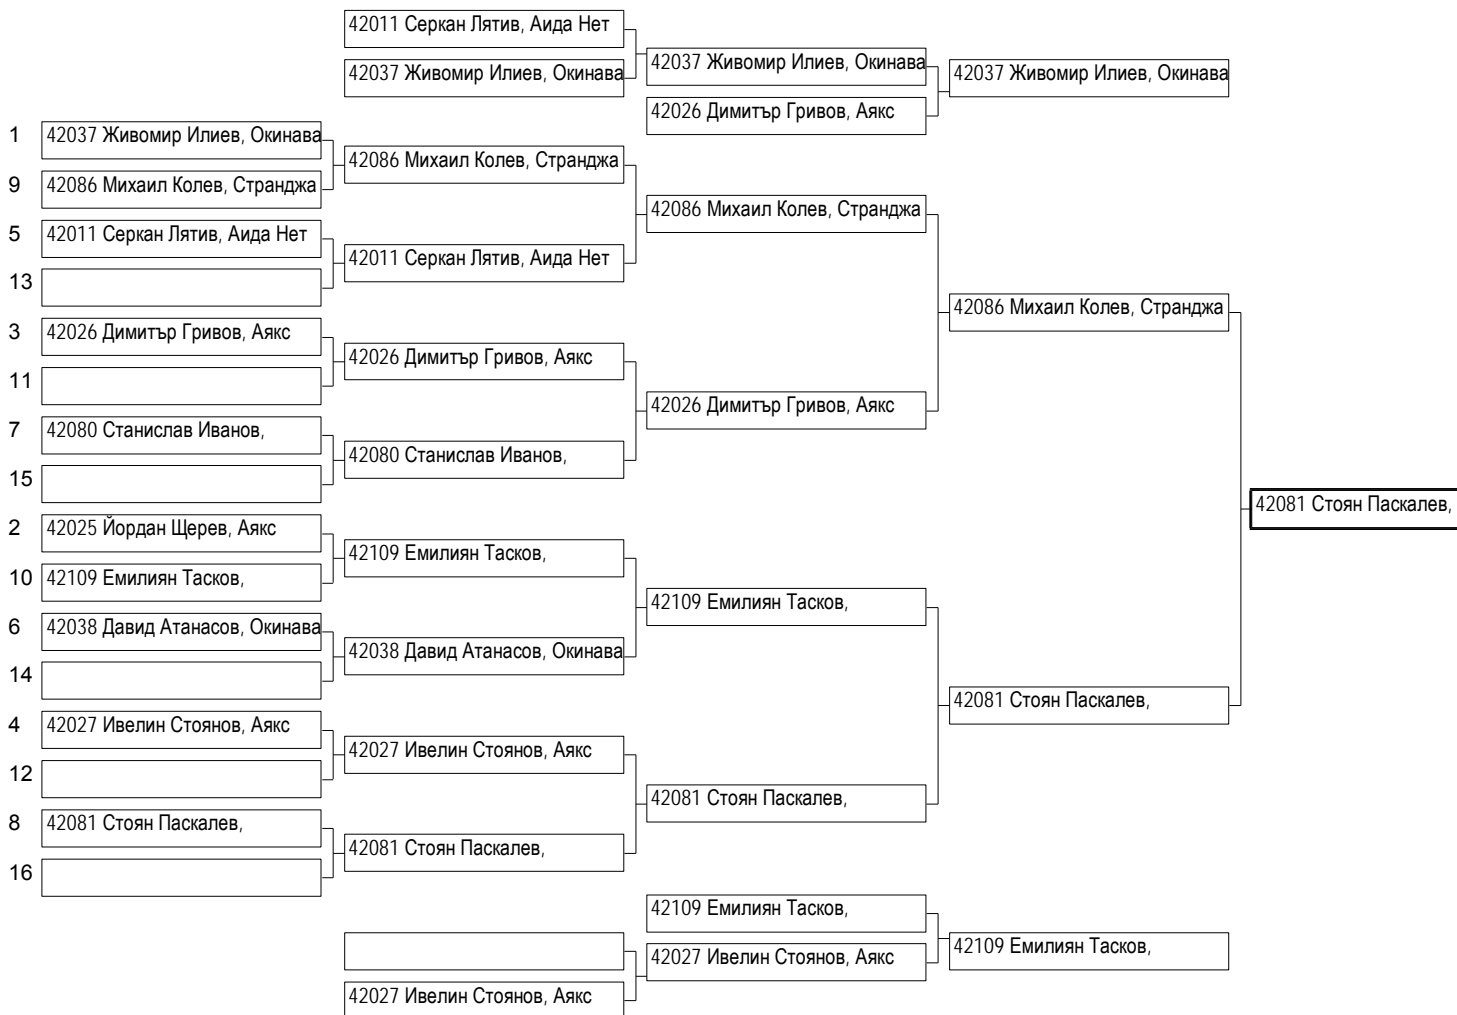 42011 Серкан Лятив, Аида Нет
42037 Живомир Илиев, Окинава
42037 Живомир Илиев, Окинава
42026 Димитър Гривов, Аякс
42037 Живомир Илиев, Окинава
1 42037 Живомир Илиев, Окинава
9 42086 Михаил Колев, Странджа
5 42011 Серкан Лятив, Аида Нет
13
3 42026 Димитър Гривов, Аякс
11
7 42080 Станислав Иванов,
15
2 42025 Йордан Щерев, Аякс
10 42109 Емилиян Тасков,
6 42038 Давид Атанасов, Окинава
14
4 42027 Ивелин Стоянов, Аякс
12
8 42081 Стоян Паскалев,
16
42086 Михаил Колев, Странджа
42011 Серкан Лятив, Аида Нет
42026 Димитър Гривов, Аякс
42080 Станислав Иванов,
42109 Емилиян Тасков,
42038 Давид Атанасов, Окинава
42027 Ивелин Стоянов, Аякс
42081 Стоян Паскалев,
42086 Михаил Колев, Странджа
42026 Димитър Гривов, Аякс
42109 Емилиян Тасков,
42081 Стоян Паскалев,
42086 Михаил Колев, Странджа
42081 Стоян Паскалев,
42081 Стоян Паскалев,
42027 Ивелин Стоянов, Аякс
42109 Емилиян Тасков,
42027 Ивелин Стоянов, Аякс
42109 Емилиян Тасков,